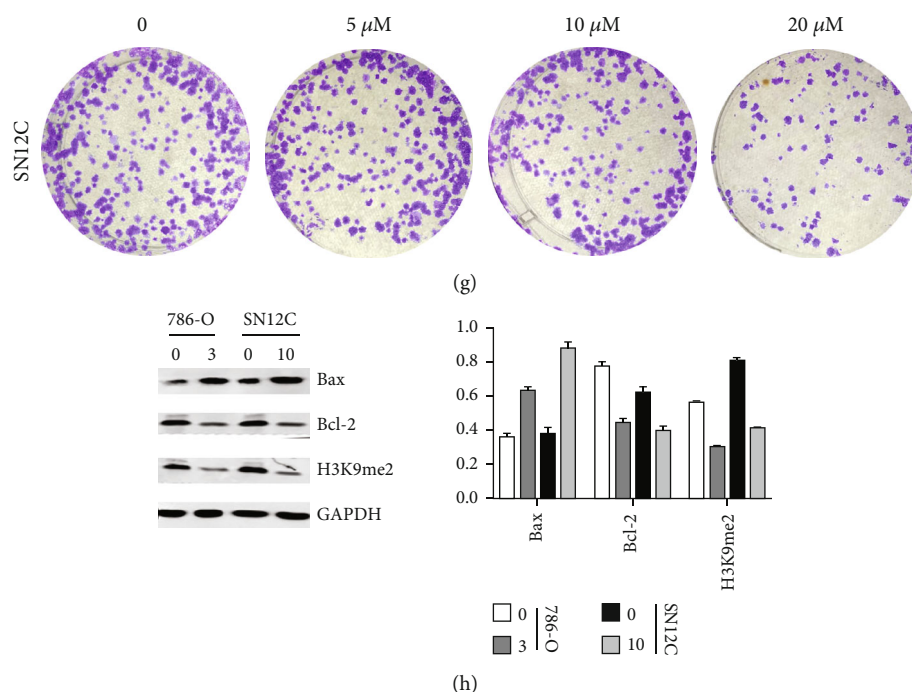 0 5 μM 10 μM 20 μM
SN12C
(g)
786-O SN12C
0 3 0 10
Bax
Bcl-2
H3K9me2
GAPDH
1.0
0.8
0.6
0.4
0.2
0.0
Bax Bcl-2 H3K9me2
0 0
3 10
786-O SN12C
(h)